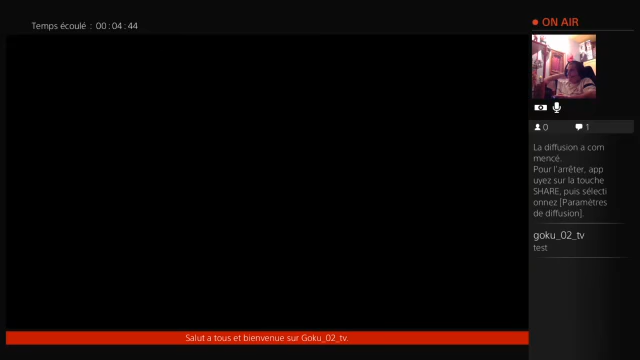 Temps écoulé : 00:04:44
ON AIR
0
1
La diffusion a com
mencé.
Pour l'arrêter, app
uyez sur la touche
SHARE, puis sélecti
onnez [Paramètres
de diffusion].
goku_02_tv
test
Salut a tous et bienvenue sur Goku_02_tv.